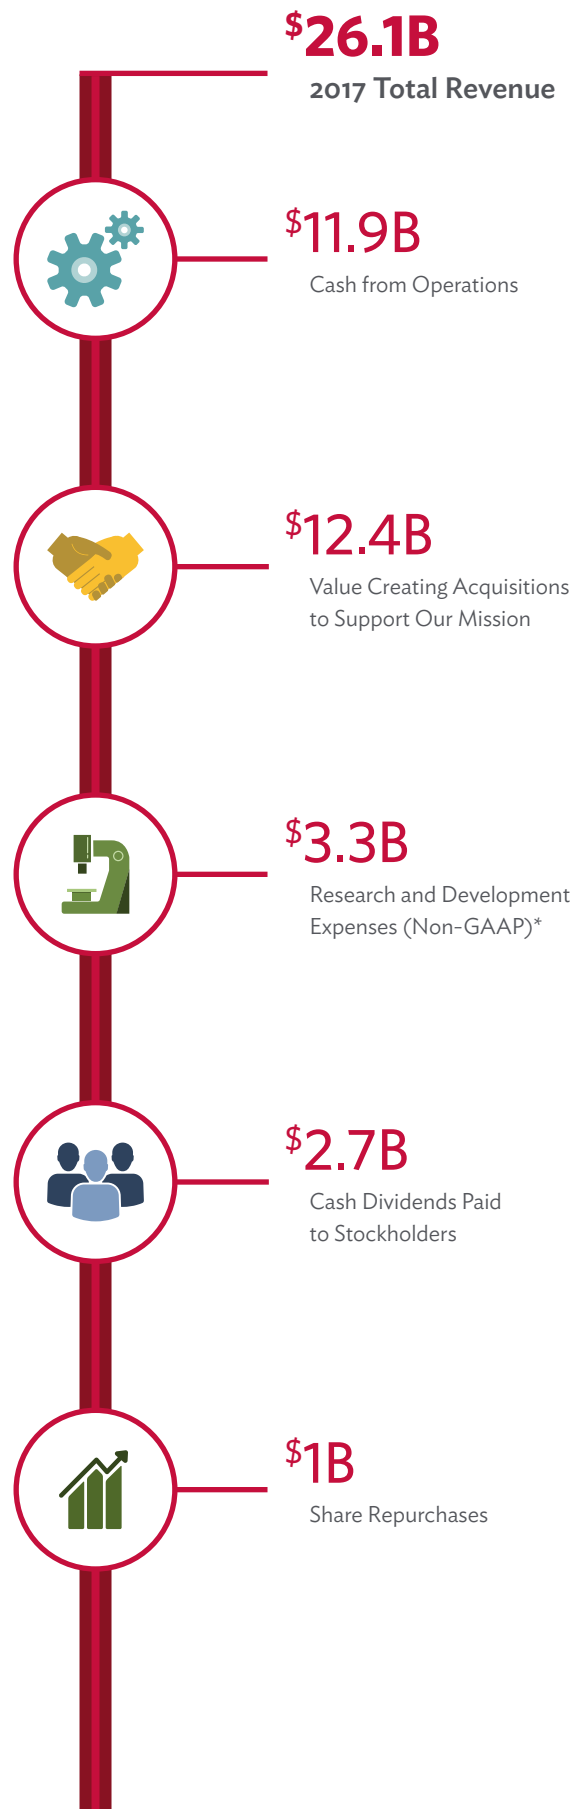 $26.1B
2017 Total Revenue
$11.9B
Cash from Operations
$12.4B
Value Creating Acquisitions
to Support Our Mission
$3.3B
Research and Development
Expenses (Non-GAAP)*
$2.7B
Cash Dividends Paid
to Stockholders
$1B
Share Repurchases